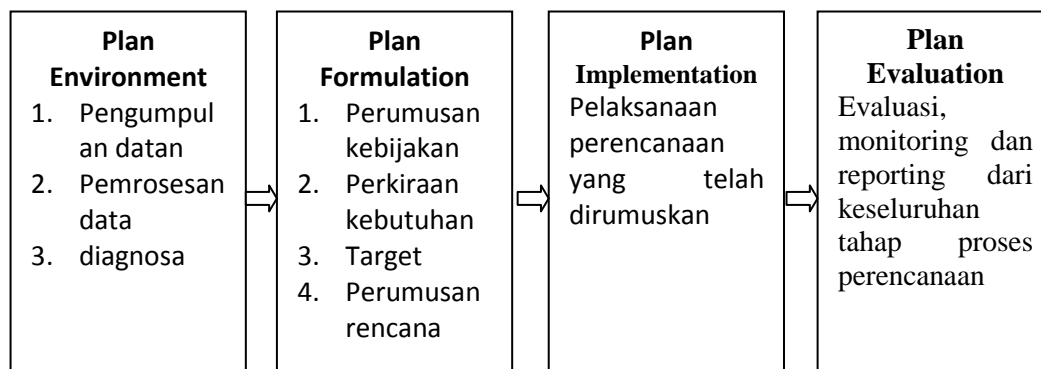 Plan
Environment
1. Pengumpul
an datan
2. Pemrosesan
data
3. diagnosa
Plan
Formulation
1. Perumusan
kebijakan
2. Perkiraan
kebutuhan
3. Target
4. Perumusan
rencana
Plan
Implementation
Pelaksanaan
perencanaan
yang telah
dirumuskan
Plan
Evaluation
Evaluasi,
monitoring dan
reporting dari
keseluruhan
tahap proses
perencanaan